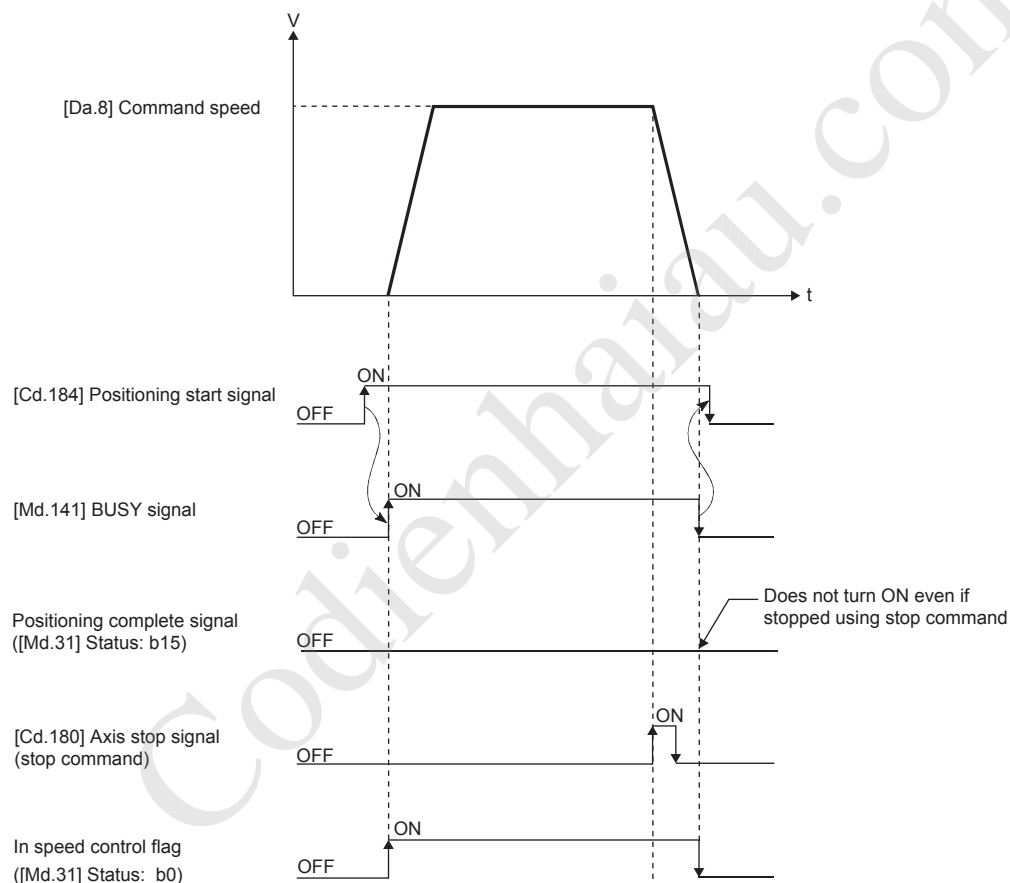 V
[Da.8] Command speed
t
[Cd.184] Positioning start signal
ON
OFF
[Md.141] BUSY signal
ON
OFF
Positioning complete signal
([Md.31] Status: b15)
OFF
Does not turn ON even if
stopped using stop command
[Cd.180] Axis stop signal
(stop command)
ON
OFF
In speed control flag
([Md.31] Status: b0)
ON
OFF
Codienhaiau.com